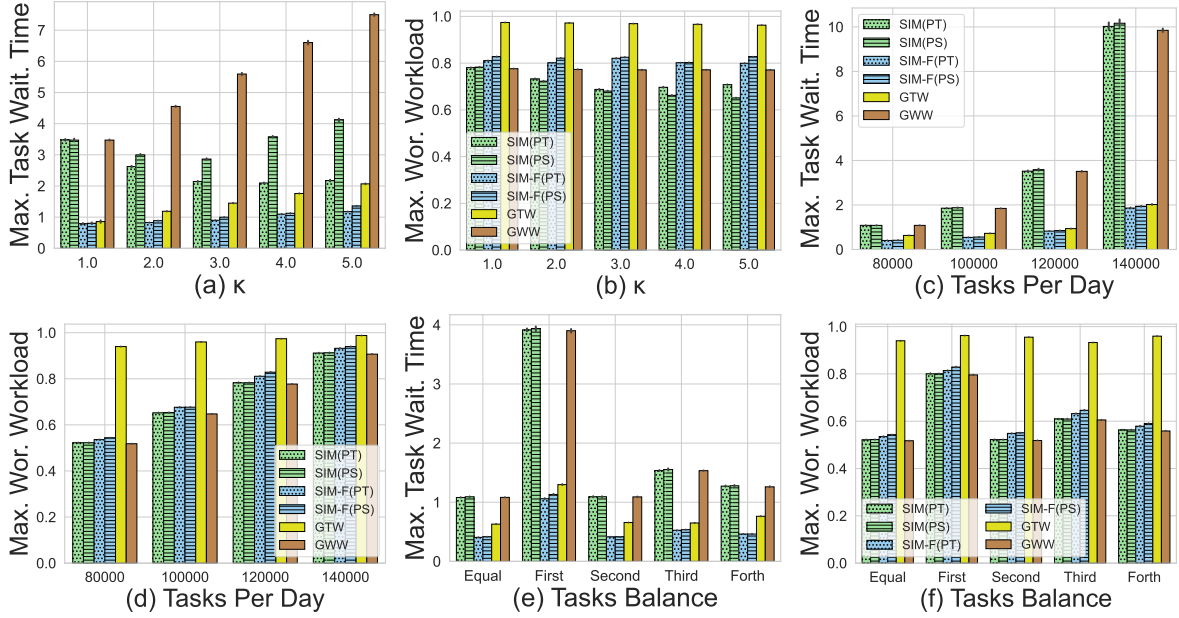 Max. Task Wait. Time
7
6
5
4
3
2
1
0
1.0 2.0 3.0 4.0 5.0
(a) κ
Max. Wor. Workload
1.0
0.8
0.6
0.4
0.2
0.0
SIM(PT)
SIM(PS)
SIM-F(PT)
SIM-F(PS)
GTW
GWW
1.0 2.0 3.0 4.0 5.0
(b) κ
Max. Task Wait. Time
10
8
6
4
2
0
SIM(PT)
SIM(PS)
SIM-F(PT)
SIM-F(PS)
GTW
GWW
80000 100000 120000 140000
(c) Tasks Per Day
Max. Wor. Workload
1.0
0.8
0.6
0.4
0.2
0.0
SIM(PT)
SIM(PS)
SIM-F(PT)
SIM-F(PS)
GTW
GWW
80000 100000 120000 140000
(d) Tasks Per Day
Max. Task Wait. Time
4
3
2
1
0
Equal First Second Third Forth
(e) Tasks Balance
Max. Wor. Workload
1.0
0.8
0.6
0.4
0.2
0.0
SIM(PT) SIM-F(PS)
SIM(PS) GTW
SIM-F(PT) GWW
Equal First Second Third Forth
(f) Tasks Balance